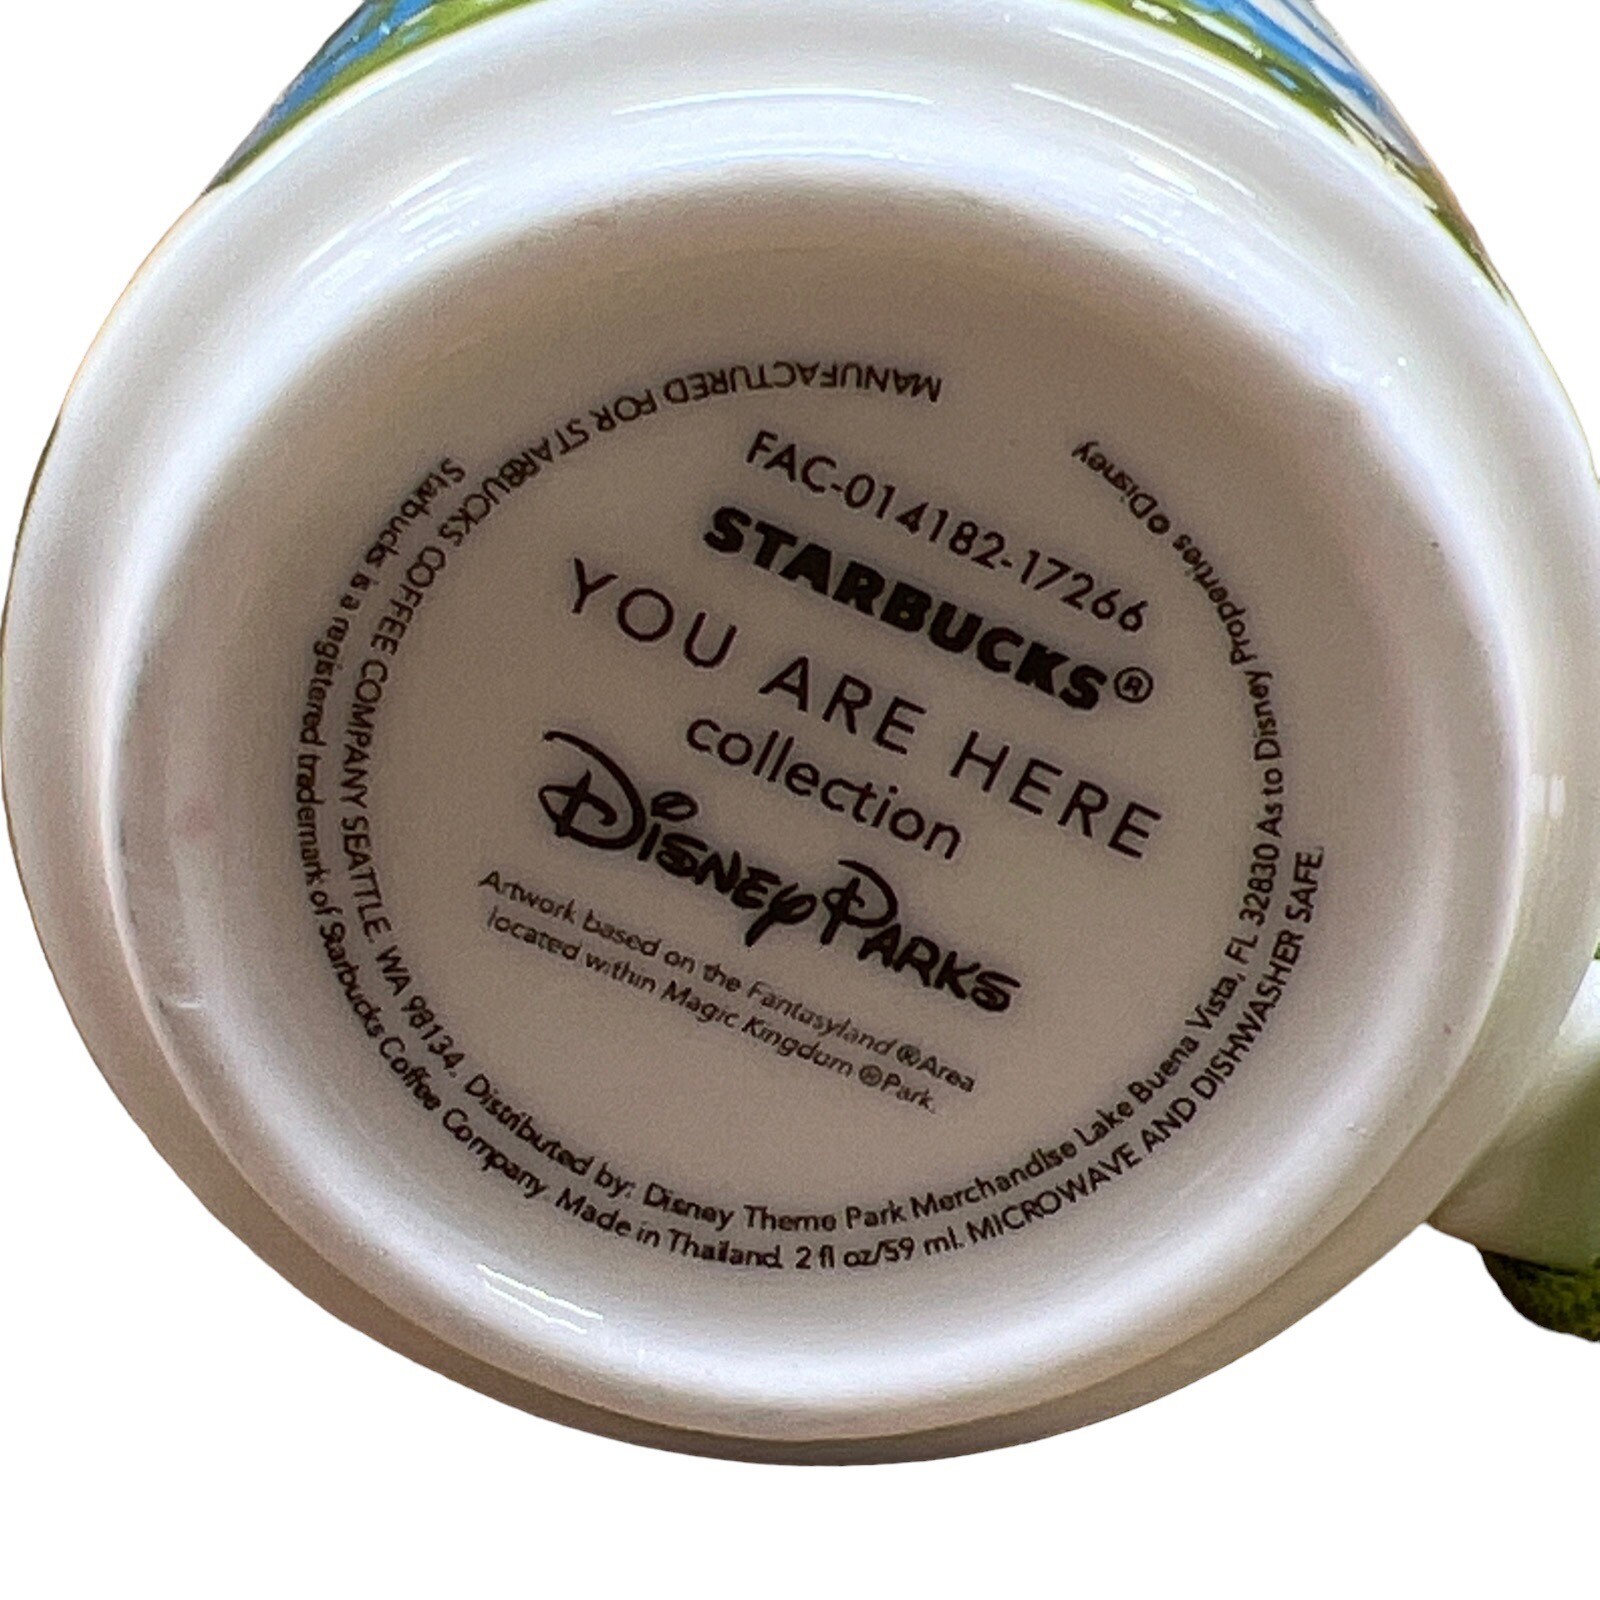 FAC-014182-17266
STARBUCKS®
YOU ARE HERE
collection
Disney Parks
Artwork based on the Fantasyland ® Area
located within Magic Kingdom ® Park.
MANUFACTURED FOR STARBUCKS COFFEE COMPANY SEATTLE. WA 98134. Distributed by: Disney Theme Park Merchandise Lake Buena Vista, FL 32830 As to Disney Properties ©Disney
Starbucks is a registered trademark of Starbucks Coffee Company. Made in Thailand. 2 fl oz/59 ml. MICROWAVE AND DISHWASHER SAFE.